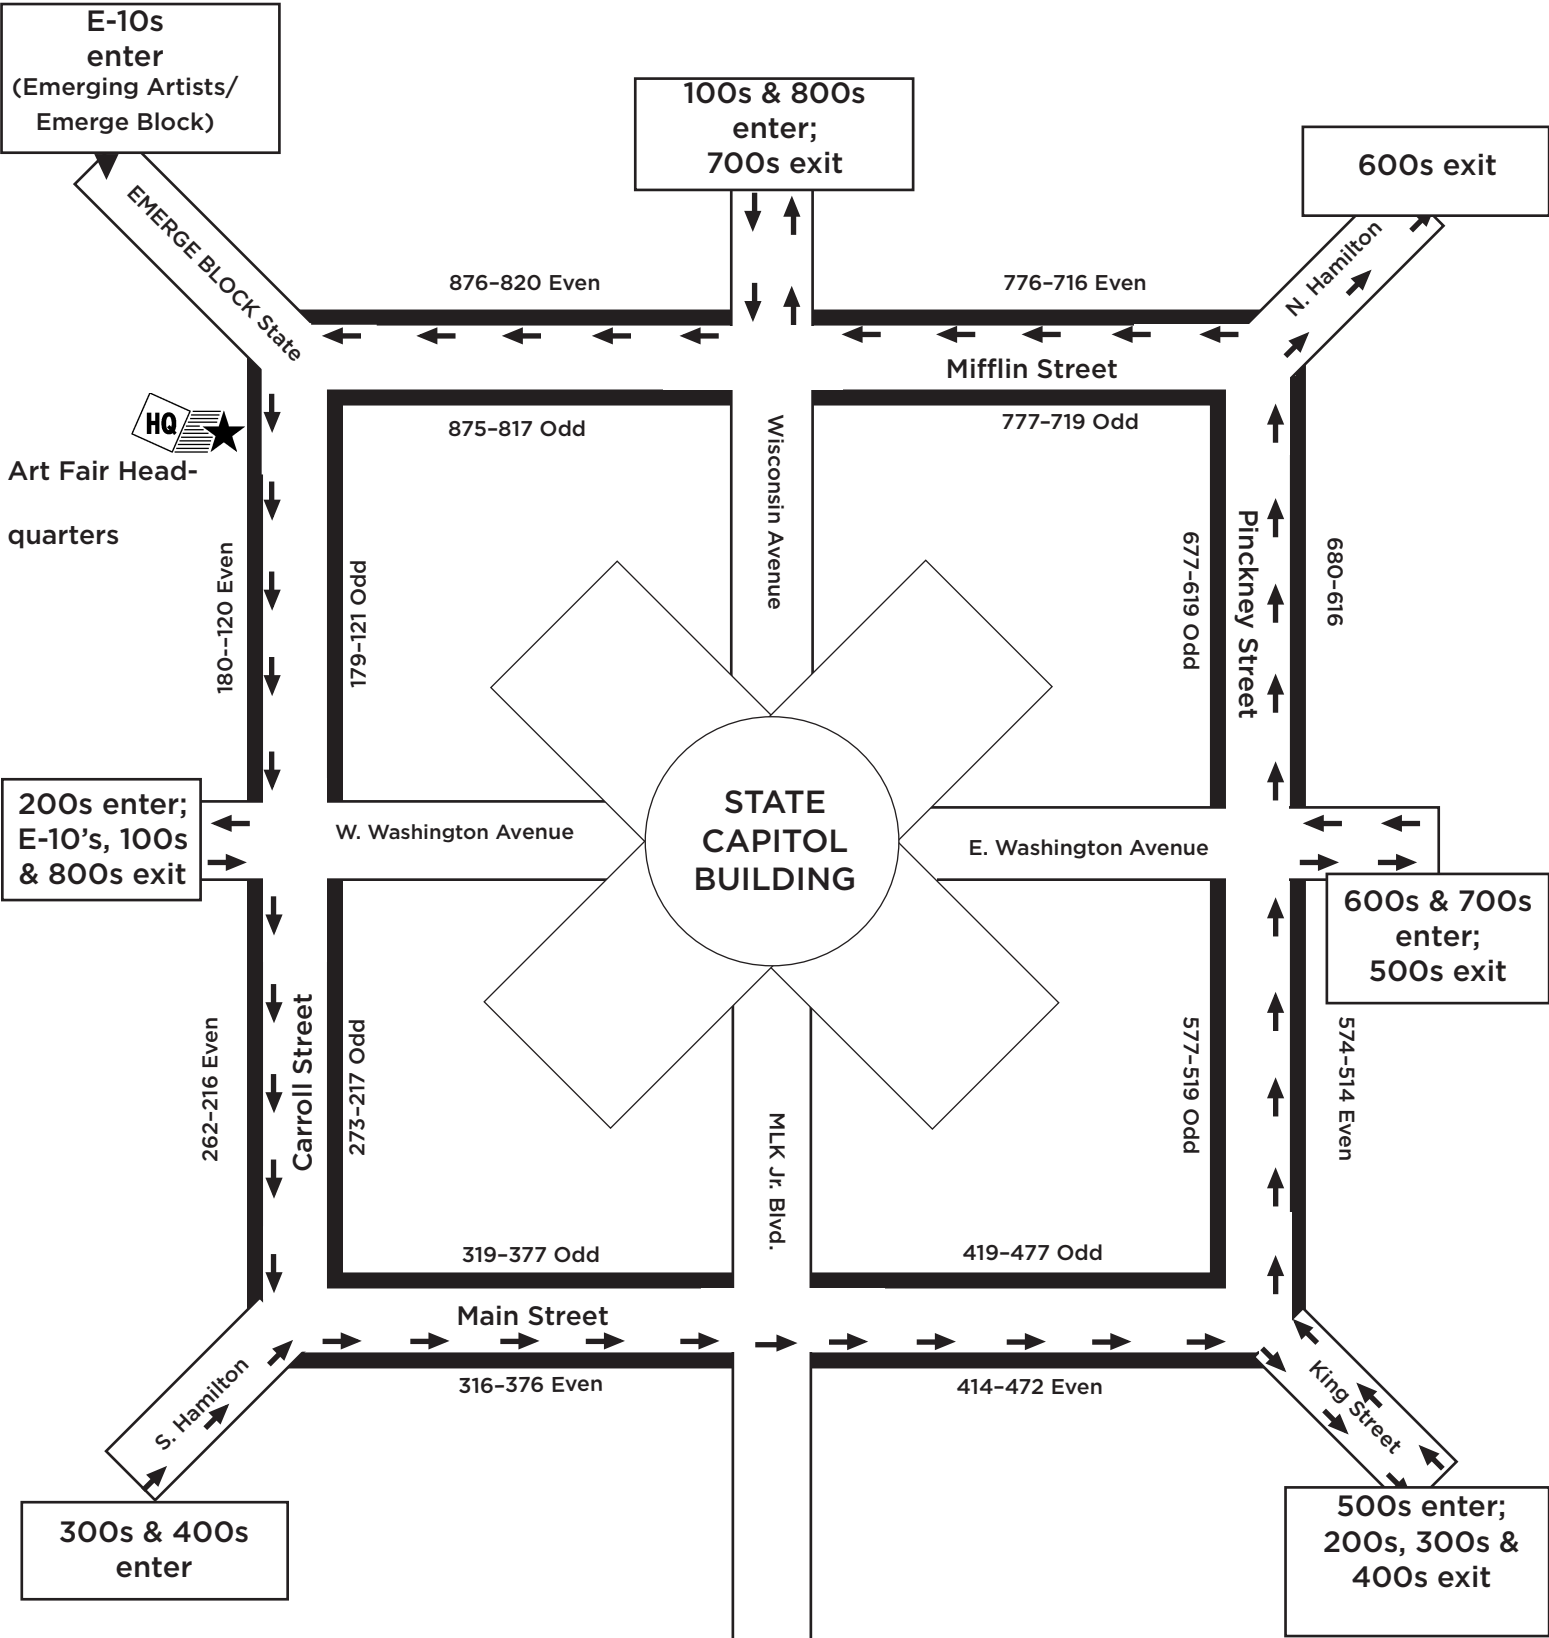 E-10s
enter
(Emerging Artists/
Emerge Block)
100s & 800s
enter;
700s exit
600s exit
EMERGE BLOCK State
N. Hamilton
876–820 Even
776–716 Even
Mifflin Street
875–817 Odd
777–719 Odd
HQ
Art Fair Head-
quarters
Wisconsin Avenue
180--120 Even
179–121 Odd
677–619 Odd
Pinckney Street
680–616
200s enter;
E-10's, 100s
& 800s exit
W. Washington Avenue
STATE
CAPITOL
BUILDING
E. Washington Avenue
600s & 700s
enter;
500s exit
262–216 Even
Carroll Street
273–217 Odd
MLK Jr. Blvd.
577–519 Odd
574–514 Even
319–377 Odd
419–477 Odd
Main Street
316–376 Even
414–472 Even
S. Hamilton
King Street
300s & 400s
enter
500s enter;
200s, 300s &
400s exit